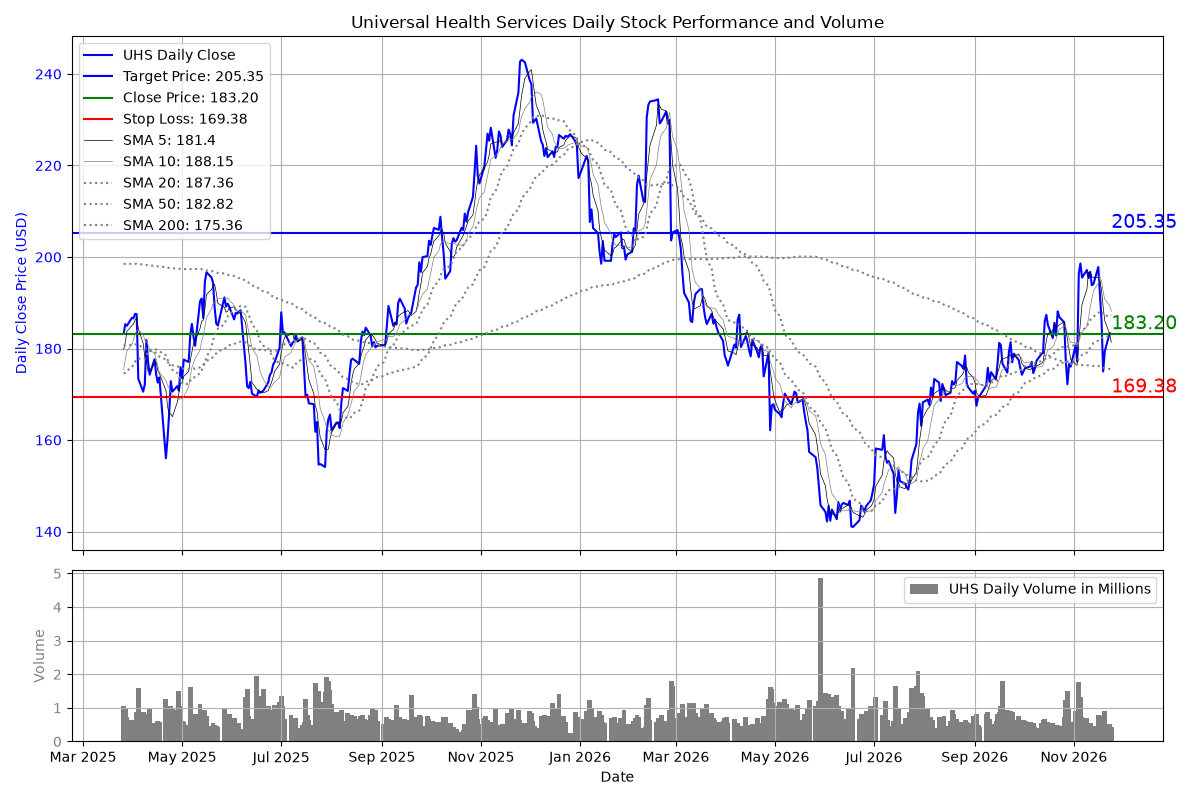 Universal Health Services Daily Stock Performance and Volume
UHS Daily Close
Target Price: 205.35
Close Price: 183.20
Stop Loss: 169.38
SMA 5: 181.4
SMA 10: 188.15
SMA 20: 187.36
SMA 50: 182.82
SMA 200: 175.36
Daily Close Price (USD)
240
220
200
180
160
140
205.35
183.20
169.38
UHS Daily Volume in Millions
Volume
5
4
3
2
1
0
Mar 2025
May 2025
Jul 2025
Sep 2025
Nov 2025
Jan 2026
Mar 2026
May 2026
Jul 2026
Sep 2026
Nov 2026
Date